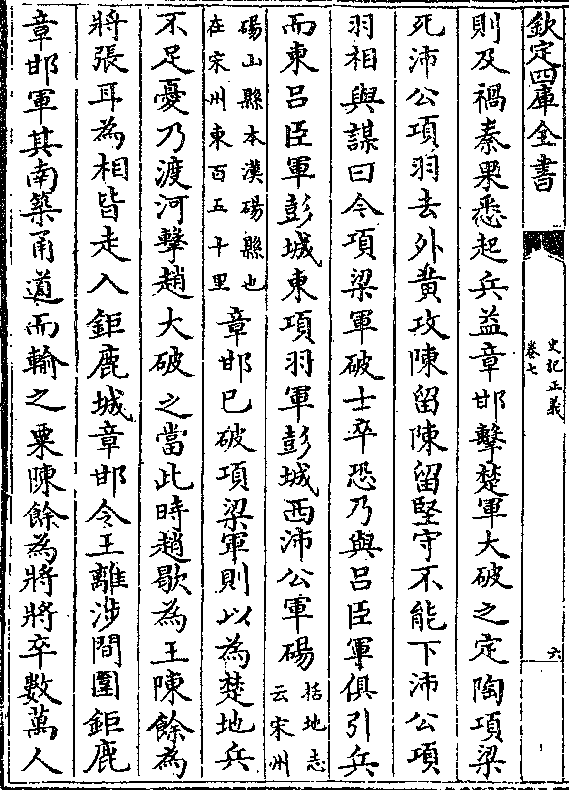 欽定四庫全書
史記正義
卷七
六
則及禍秦果悉起兵益章邯擊楚軍大破之定陶項梁
死沛公項羽去外黄攻陳留陳留堅守不能下沛公項
羽相與謀曰今項梁軍破士卒恐乃與吕臣軍俱引兵
而東吕臣軍彭城東項羽軍彭城西沛公軍碭括地志云宋州
碭山縣本漢碭縣也在宋州東百五十里章邯已破項梁軍則以為楚地兵
不足憂乃渡河擊趙大破之當此時趙歇為王陳餘為
將張耳為相皆走入鉅鹿城章邯令王離涉間圍鉅鹿
章邯軍其南築甬道而輸之粟陳餘為將將卒數萬人